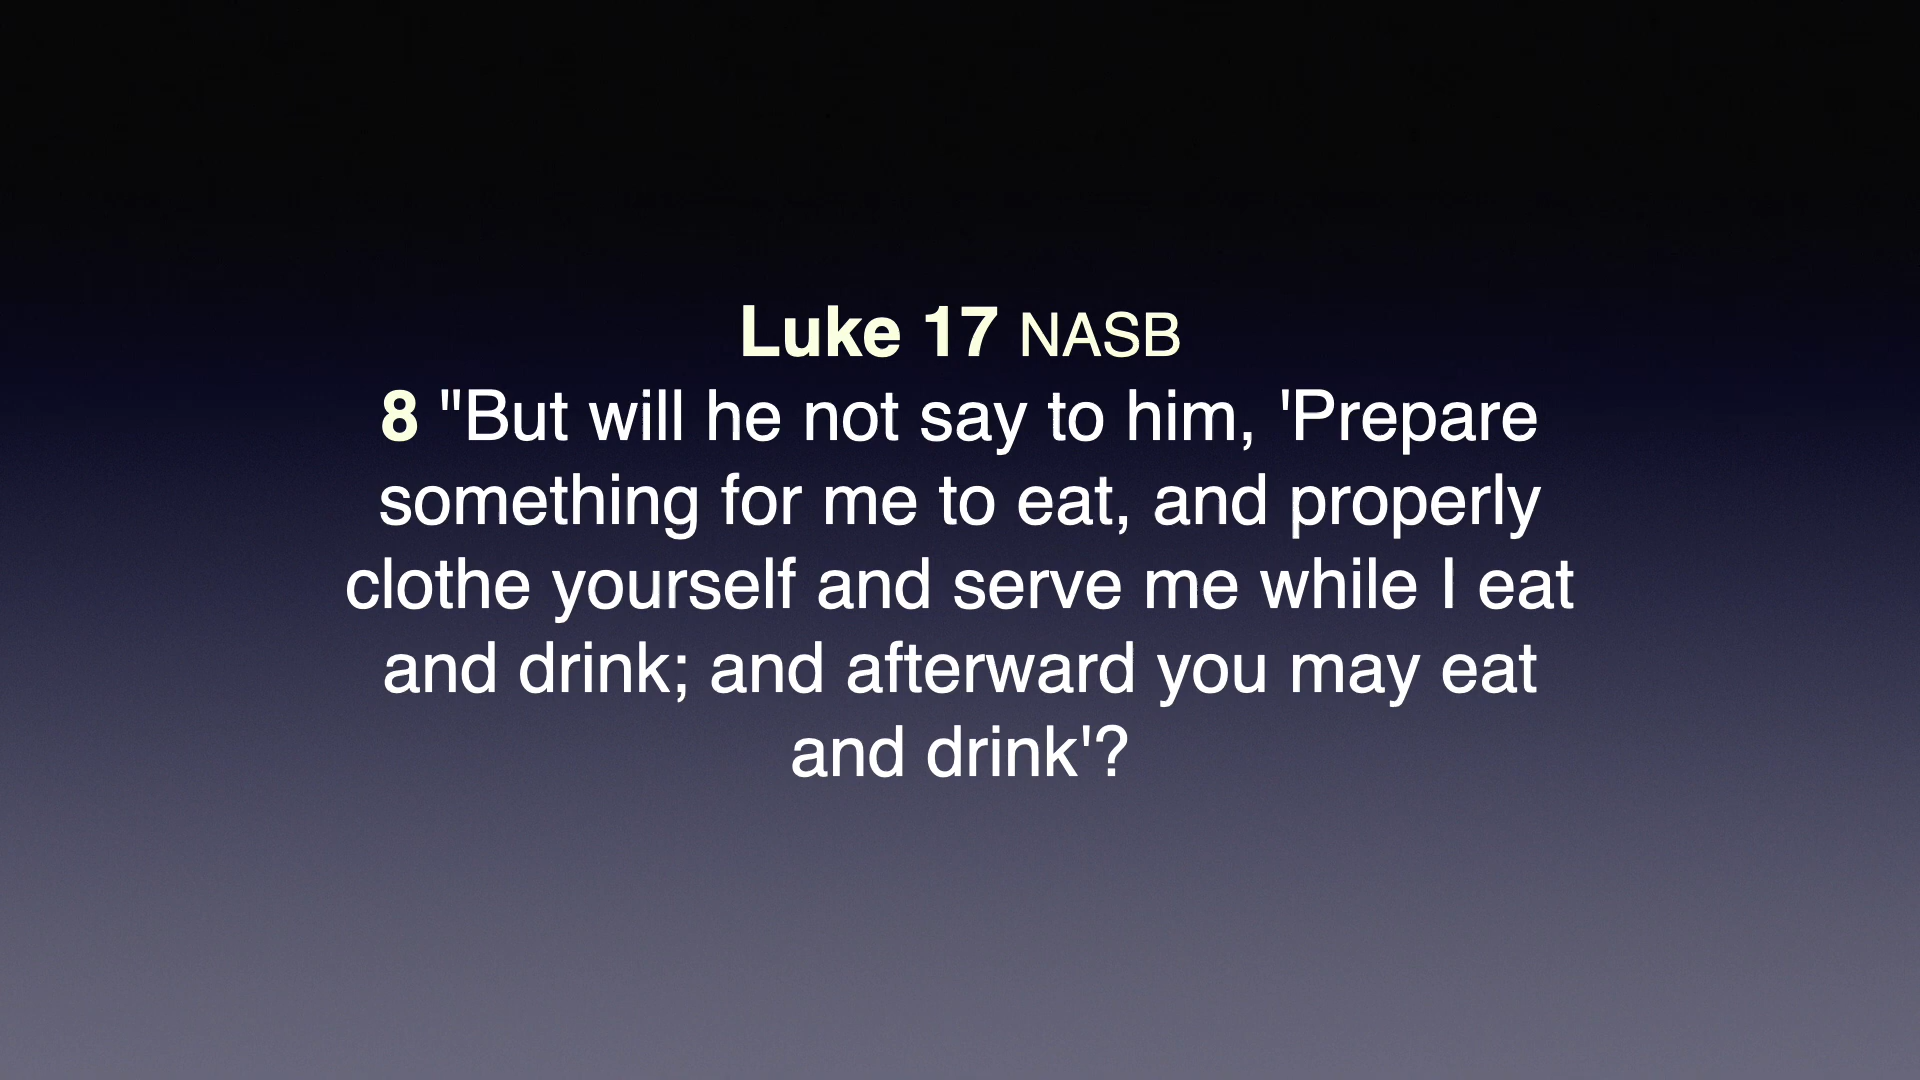 Luke 17 NASB
8 "But will he not say to him, 'Prepare
something for me to eat, and properly
clothe yourself and serve me while I eat
and drink; and afterward you may eat
and drink'?